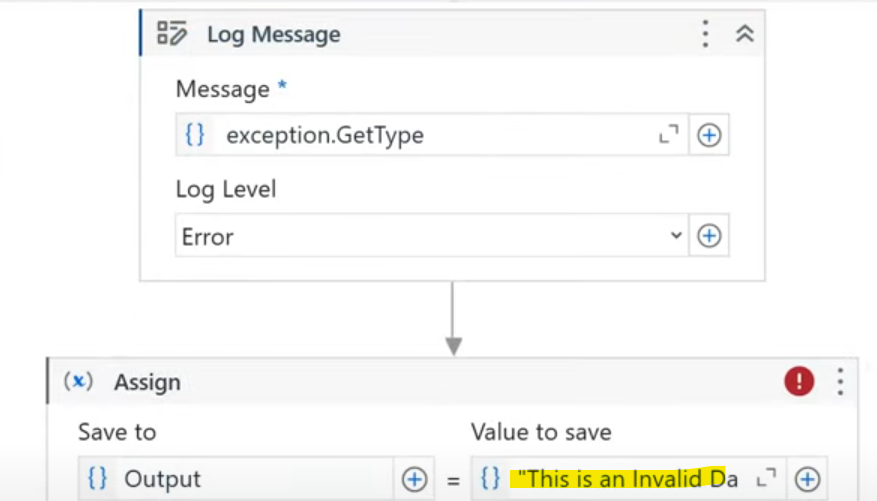 Log Message
Message *
{} exception.GetType
Log Level
Error
(x) Assign
!
Save to
Value to save
{} Output = {} "This is an Invalid Da